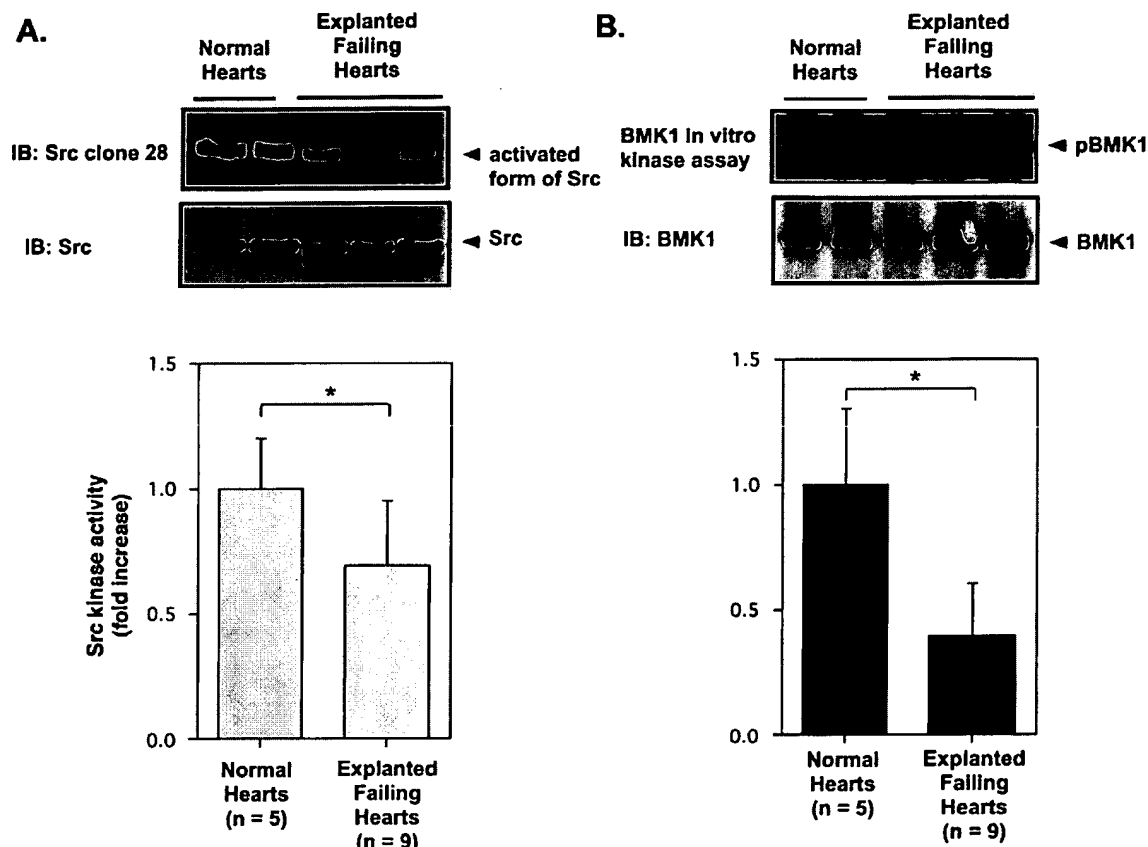 A.
Normal
Hearts
Explanted
Failing
Hearts
IB: Src clone 28
activated
form of Src
IB: Src
Src
1.5
1.0
0.5
0.0
Src kinase activity
(fold increase)
*
Normal
Hearts
(n = 5)
Explanted
Failing
Hearts
(n = 9)
B.
Normal
Hearts
Explanted
Failing
Hearts
BMK1 in vitro
kinase assay
pBMK1
IB: BMK1
BMK1
1.5
1.0
0.5
0.0
*
Normal
Hearts
(n = 5)
Explanted
Failing
Hearts
(n = 9)